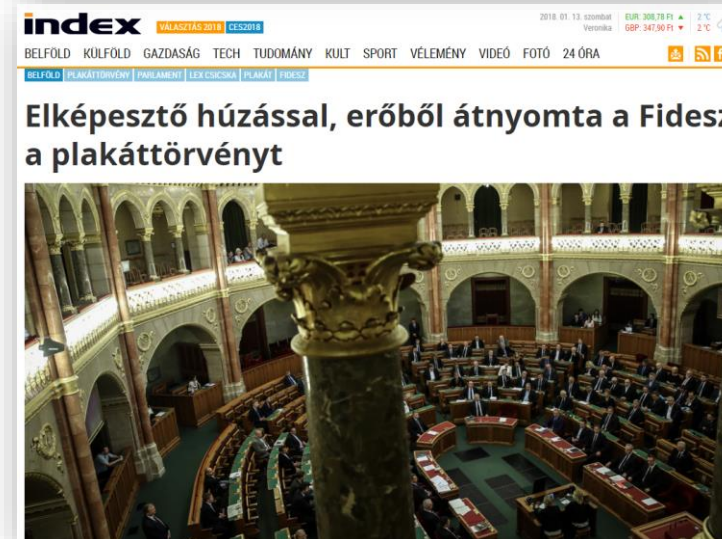 index VÁLASZTÁS 2018 CES2018
2018. 01. 13. szombat
Veronika
EUR: 308,78 Ft ▲
GBP: 347,90 Ft ▼
2 °C
2 °C
BELFÖLD KÜLFÖLD GAZDASÁG TECH TUDOMÁNY KULT SPORT VÉLEMÉNY VIDEÓ FOTÓ 24 ÓRA
BELFÖLD PLAKÁTTÖRVÉNY PARLAMENT LEX CSICSKA PLAKÁT FIDESZ
Elképesztő húzással, erőből átnyomta a Fidesz
a plakáttörvényt